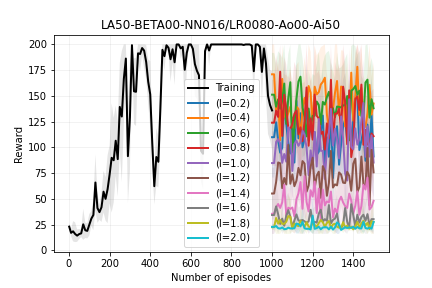 LA50-BETA00-NN016/LR0080-Ao00-Ai50
Reward
200
175
150
125
100
75
50
25
0
Training
(l=0.2)
(l=0.4)
(l=0.6)
(l=0.8)
(l=1.0)
(l=1.2)
(l=1.4)
(l=1.6)
(l=1.8)
(l=2.0)
0 200 400 600 800 1000 1200 1400
Number of episodes